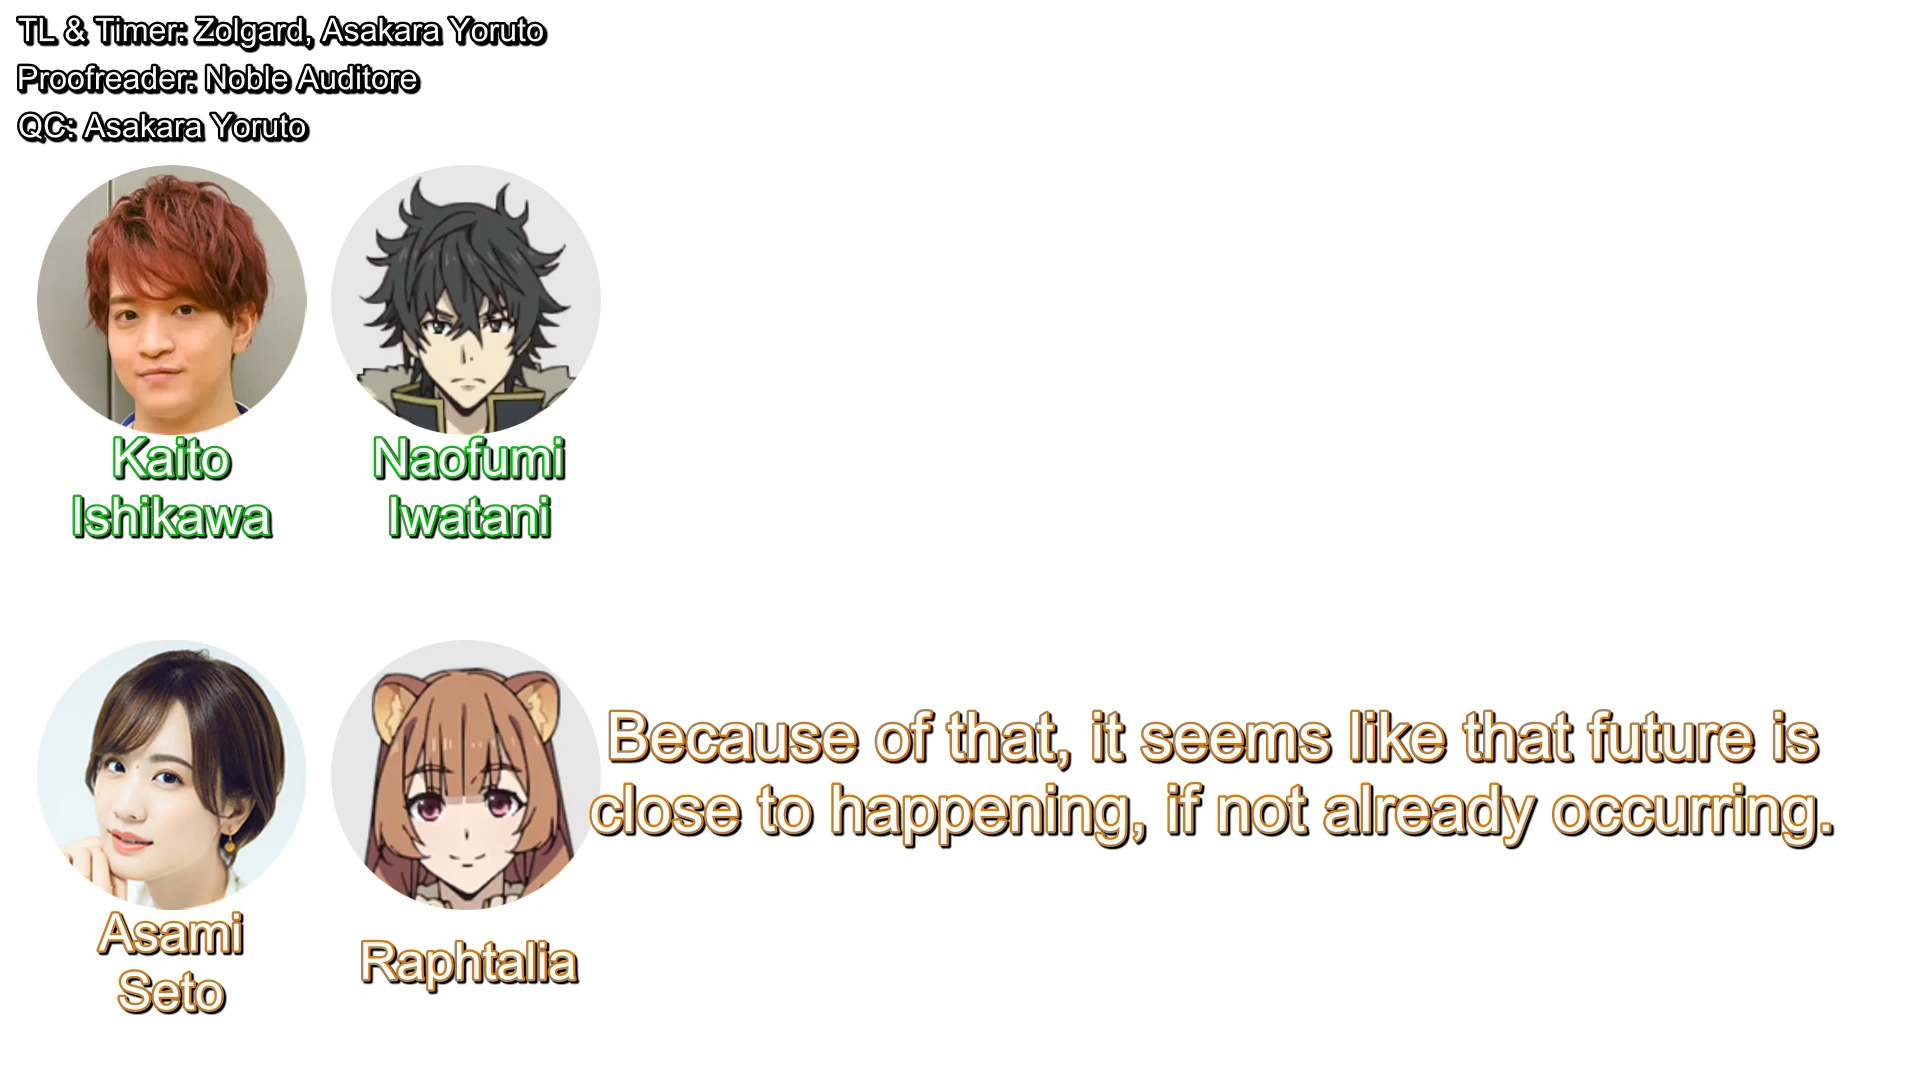 TL & Timer: Zolgard, Asakara Yoruto
Proofreader: Noble Auditore
QC: Asakara Yoruto
Kaito
Ishikawa
Naofumi
Iwatani
Because of that, it seems like that future is
close to happening, if not already occurring.
Asami
Seto
Raphtalia